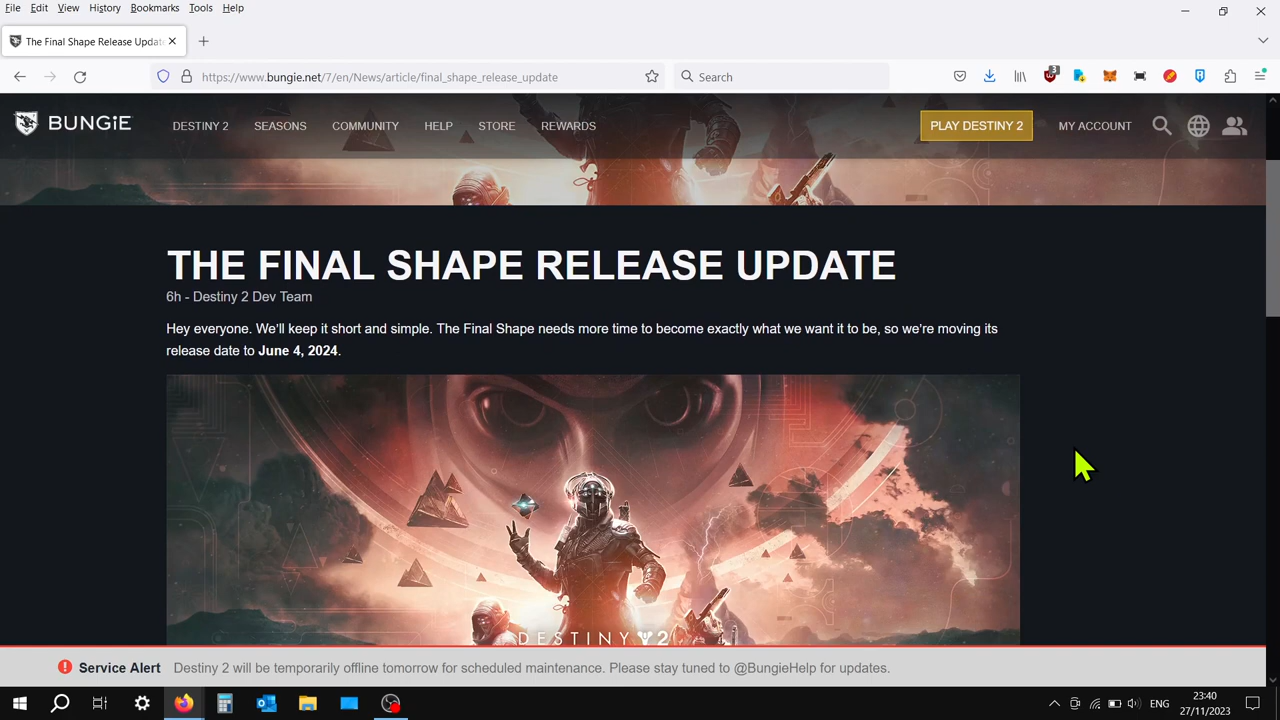 File Edit View History Bookmarks Tools Help
The Final Shape Release Updat
https://www.bungie.net/7/en/News/article/final_shape_release_update
Search
3
BUNGiE
DESTINY 2 SEASONS COMMUNITY HELP STORE REWARDS
PLAY DESTINY 2
MY ACCOUNT
THE FINAL SHAPE RELEASE UPDATE
6h - Destiny 2 Dev Team
Hey everyone. We'll keep it short and simple. The Final Shape needs more time to become exactly what we want it to be, so we're moving its
release date to June 4, 2024.
DESTINY 2
Service Alert Destiny 2 will be temporarily offline tomorrow for scheduled maintenance. Please stay tuned to @BungieHelp for updates.
ENG
23:40
27/11/2023